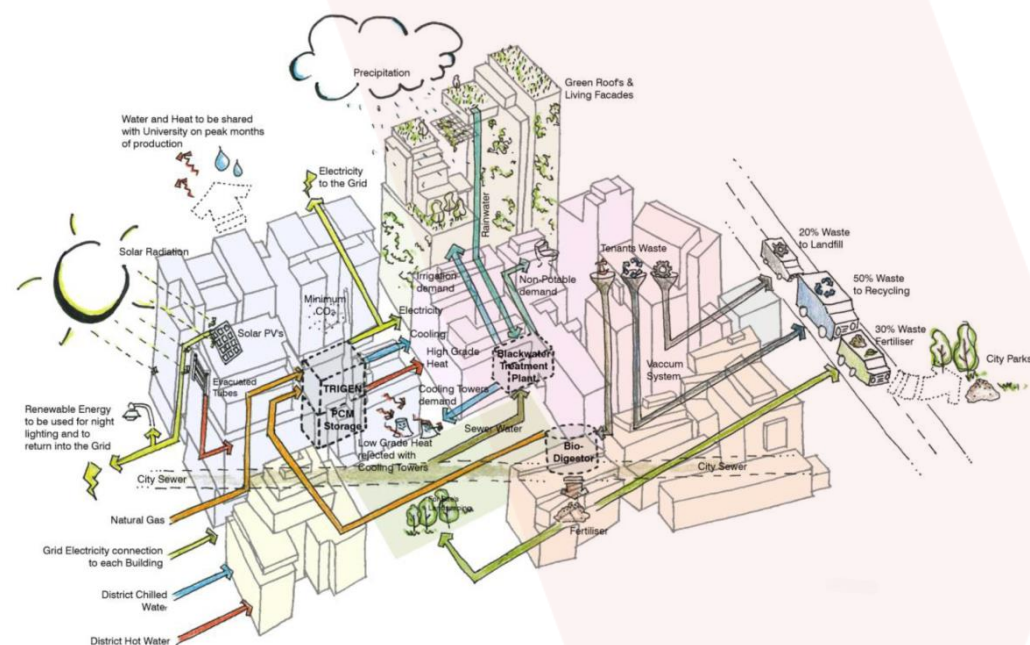 Precipitation
Green Roof's &
Living Facades
Water and Heat to be shared
with University on peak months
of production
Electricity
to the Grid
Rainwater
Solar Radiation
Tenants Waste
20% Waste
to Landfill
Irrigation
demand
Non-Potable
demand
50% Waste
to Recycling
Minimum
CO₂
Electricity
Solar PV's
Cooling
30% Waste
Fertiliser
High Grade
Heat
Blackwater
Treatment
Plant
City Parks
Vaccum
System
Evacuated
Tubes
TRIGEN
PCM
Storage
Cooling Towers
demand
Renewable Energy
to be used for night
lighting and to
return into the Grid
Sewer Water
Low Grade Heat
rejected with
Cooling Towers
Bio-
Digestor
City Sewer
City Sewer
Natural Gas
Fertiliser
Grid Electricity connection
to each Building
District Chilled
Water
District Hot Water